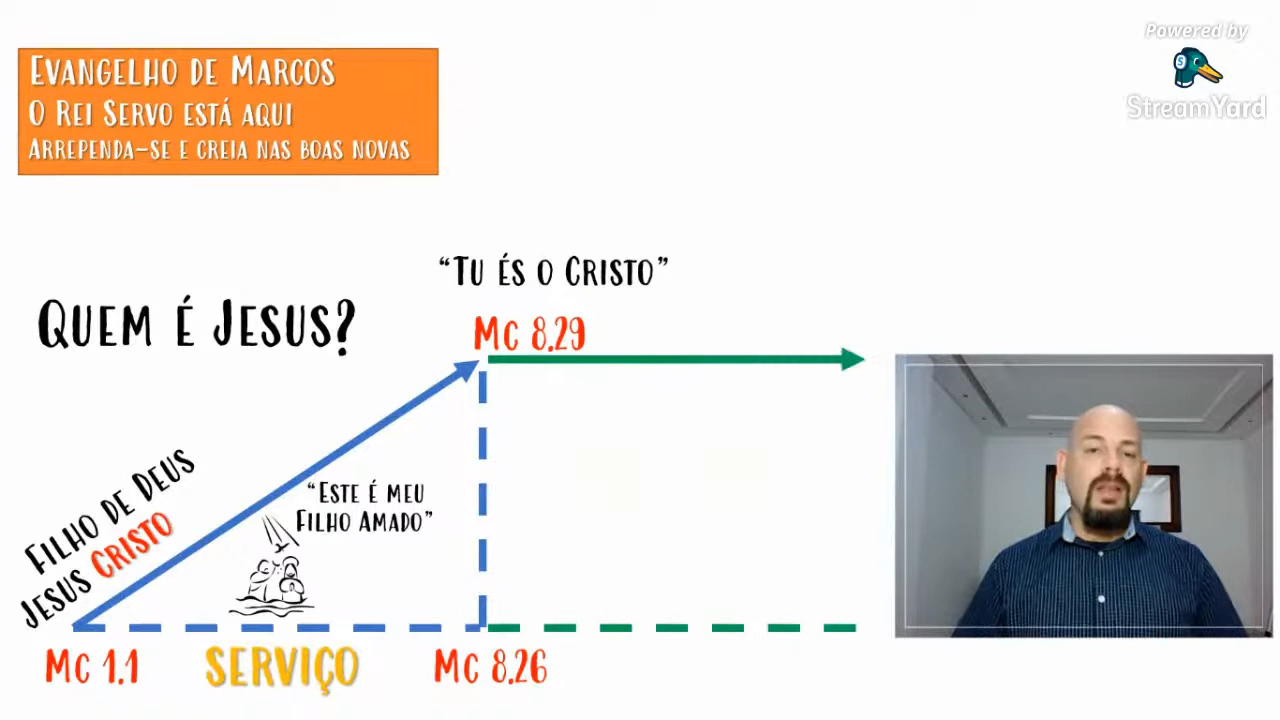 Powered by
StreamYard
Evangelho de Marcos
O Rei Servo está aqui
Arrependa-se e creia nas boas novas
Quem é Jesus?
“Tu és o Cristo”
Mc 8.29
Filho de Deus
Jesus Cristo
“Este é meu
Filho Amado”
Mc 1.1
Serviço
Mc 8.26